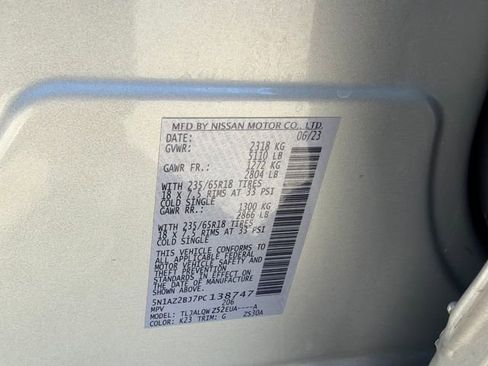 MFD BY NISSAN MOTOR CO., LTD.
DATE: 06/23
GVWR: 2318 KG
5110 LB
GAWR FR.: 1272 KG
2804 LB
WITH 235/65R18 TIRES
18 x 7.5 RIMS AT 33 PSI
COLD SINGLE
GAWR RR.: 1300 KG
2866 LB
WITH 235/65R18 TIRES
18 x 7.5 RIMS AT 33 PSI
COLD SINGLE
THIS VEHICLE CONFORMS TO
ALL APPLICABLE FEDERAL
MOTOR VEHICLE SAFETY AND
THEFT PREVENTION
STANDARDS IN EFFECT ON
THE DATE OF MANUFACTURE
SHOWN ABOVE.
5N1AZ2BJ7PC138747
MPV 206
MODEL: TLJALQWZ52EUA----A
COLOR: K23 TRIM: G ZS30A